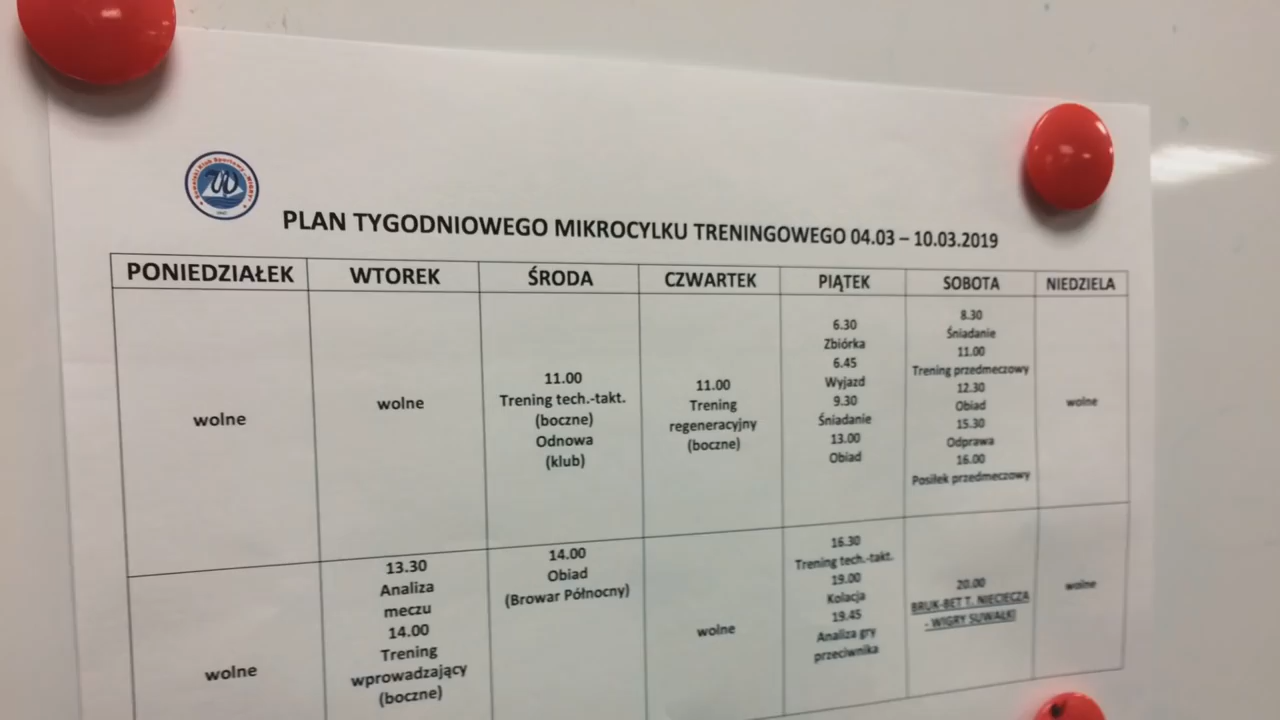 PLAN TYGODNIOWEGO MIKROCYLKU TRENINGOWEGO 04.03 – 10.03.2019
PONIEDZIAŁEK WTOREK ŚRODA CZWARTEK PIĄTEK SOBOTA NIEDZIELA
wolne
wolne
11.00
Trening tech.-takt.
(boczne)
Odnowa
(klub)
11.00
Trening
regeneracyjny
(boczne)
6.30
Zbiórka
6.45
Wyjazd
9.30
Śniadanie
13.00
Obiad
8.30
Śniadanie
11.00
Trening przedmeczowy
12.30
Obiad
15.30
Odprawa
16.00
Posiłek przedmeczowy
wolne
wolne
13.30
Analiza
meczu
14.00
Trening
wprowadzający
(boczne)
14.00
Obiad
(Browar Północny)
wolne
16.30
Trening tech.-takt.
19.00
Kolacja
19.45
Analiza gry
przeciwnika
20.00
BRUK-BET T. NIECIECZA
- WIGRY SUWAŁKI
wolne